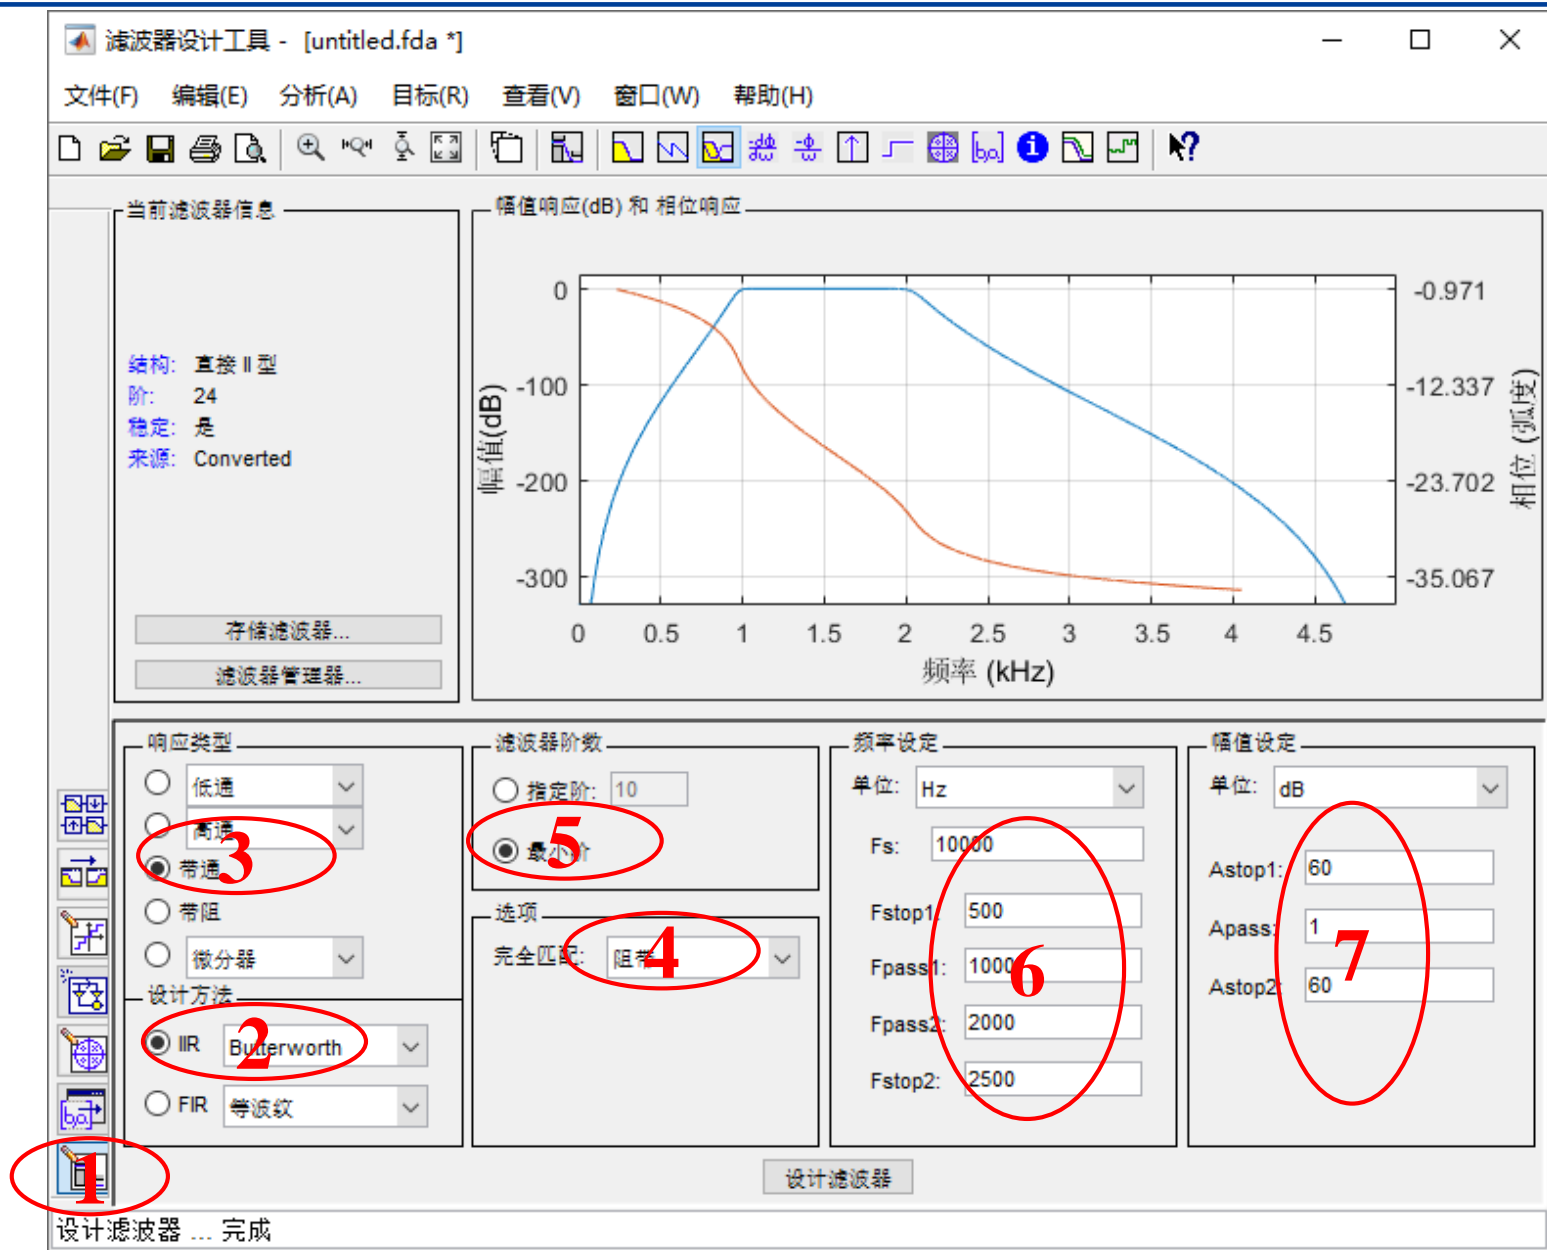 滤波器设计工具 - [untitled.fda *]
文件(F) 编辑(E) 分析(A) 目标(R) 查看(V) 窗口(W) 帮助(H)
当前滤波器信息
结构: 直接 II 型
阶: 24
稳定: 是
来源: Converted
存储滤波器...
滤波器管理器...
幅值响应(dB) 和 相位响应
0
-100
-200
-300
幅值(dB)
-0.971
-12.337
-23.702
-35.067
相位 (弧度)
0 0.5 1 1.5 2 2.5 3 3.5 4 4.5
频率 (kHz)
响应类型
低通
高通
带通
3
带阻
微分器
设计方法
IIR Butterworth
2
FIR 等波纹
1
滤波器阶数
指定阶: 10
最小阶
5
选项
完全匹配: 阻带
4
频率设定
单位: Hz
Fs: 10000
Fstop1: 500
Fpass1: 1000
Fpass2: 2000
Fstop2: 2500
6
幅值设定
单位: dB
Astop1: 60
Apass: 1
Astop2: 60
7
设计滤波器
设计滤波器 ... 完成